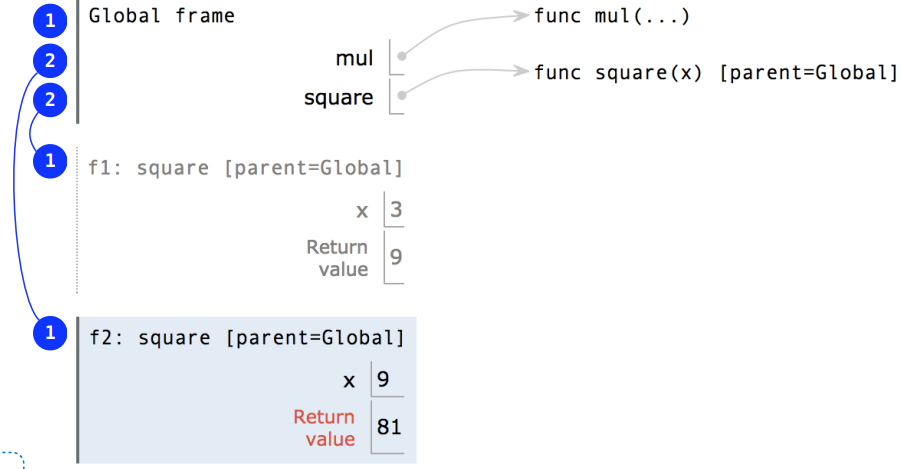 1 Global frame
func mul(...)
2 mul
func square(x) [parent=Global]
2 square
1 f1: square [parent=Global]
x 3
Return
value 9
1 f2: square [parent=Global]
x 9
Return
value 81